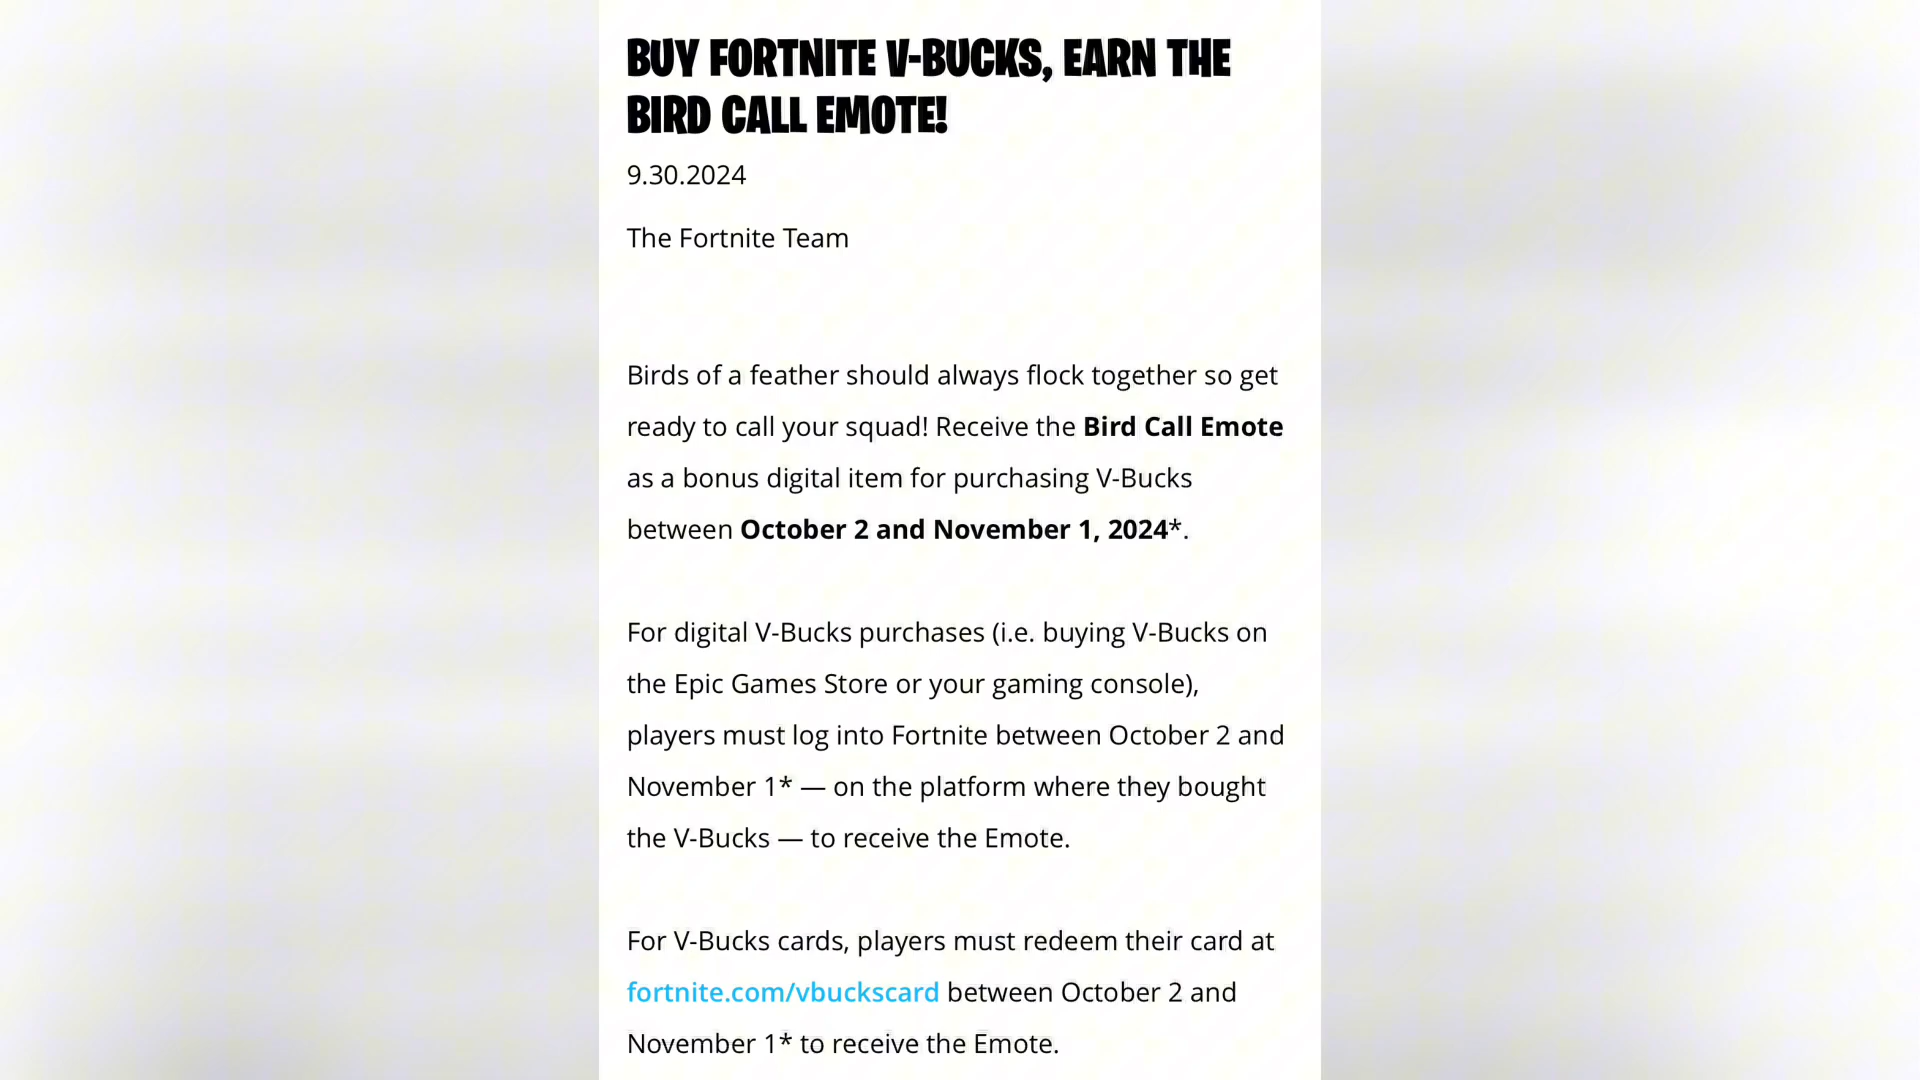 BUY FORTNITE V-BUCKS, EARN THE
BIRD CALL EMOTE!
9.30.2024
The Fortnite Team
Birds of a feather should always flock together so get
ready to call your squad! Receive the Bird Call Emote
as a bonus digital item for purchasing V-Bucks
between October 2 and November 1, 2024*.
For digital V-Bucks purchases (i.e. buying V-Bucks on
the Epic Games Store or your gaming console),
players must log into Fortnite between October 2 and
November 1* — on the platform where they bought
the V-Bucks — to receive the Emote.
For V-Bucks cards, players must redeem their card at
fortnite.com/vbuckscard between October 2 and
November 1* to receive the Emote.